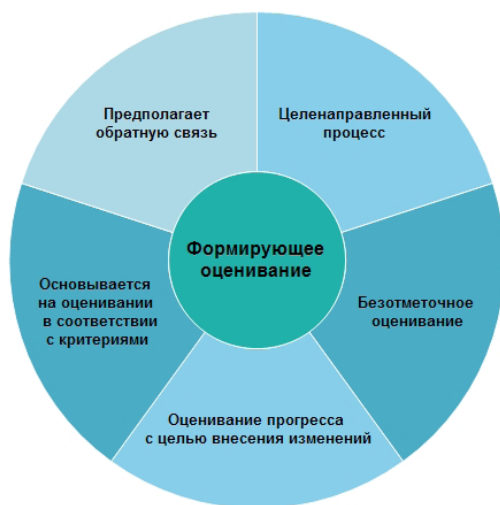 Предполагает
обратную связь
Целенаправленный
процесс
Формирующее
оценивание
Основывается
на оценивании
в соответствии
с критериями
Безотметочное
оценивание
Оценивание прогресса
с целью внесения изменений